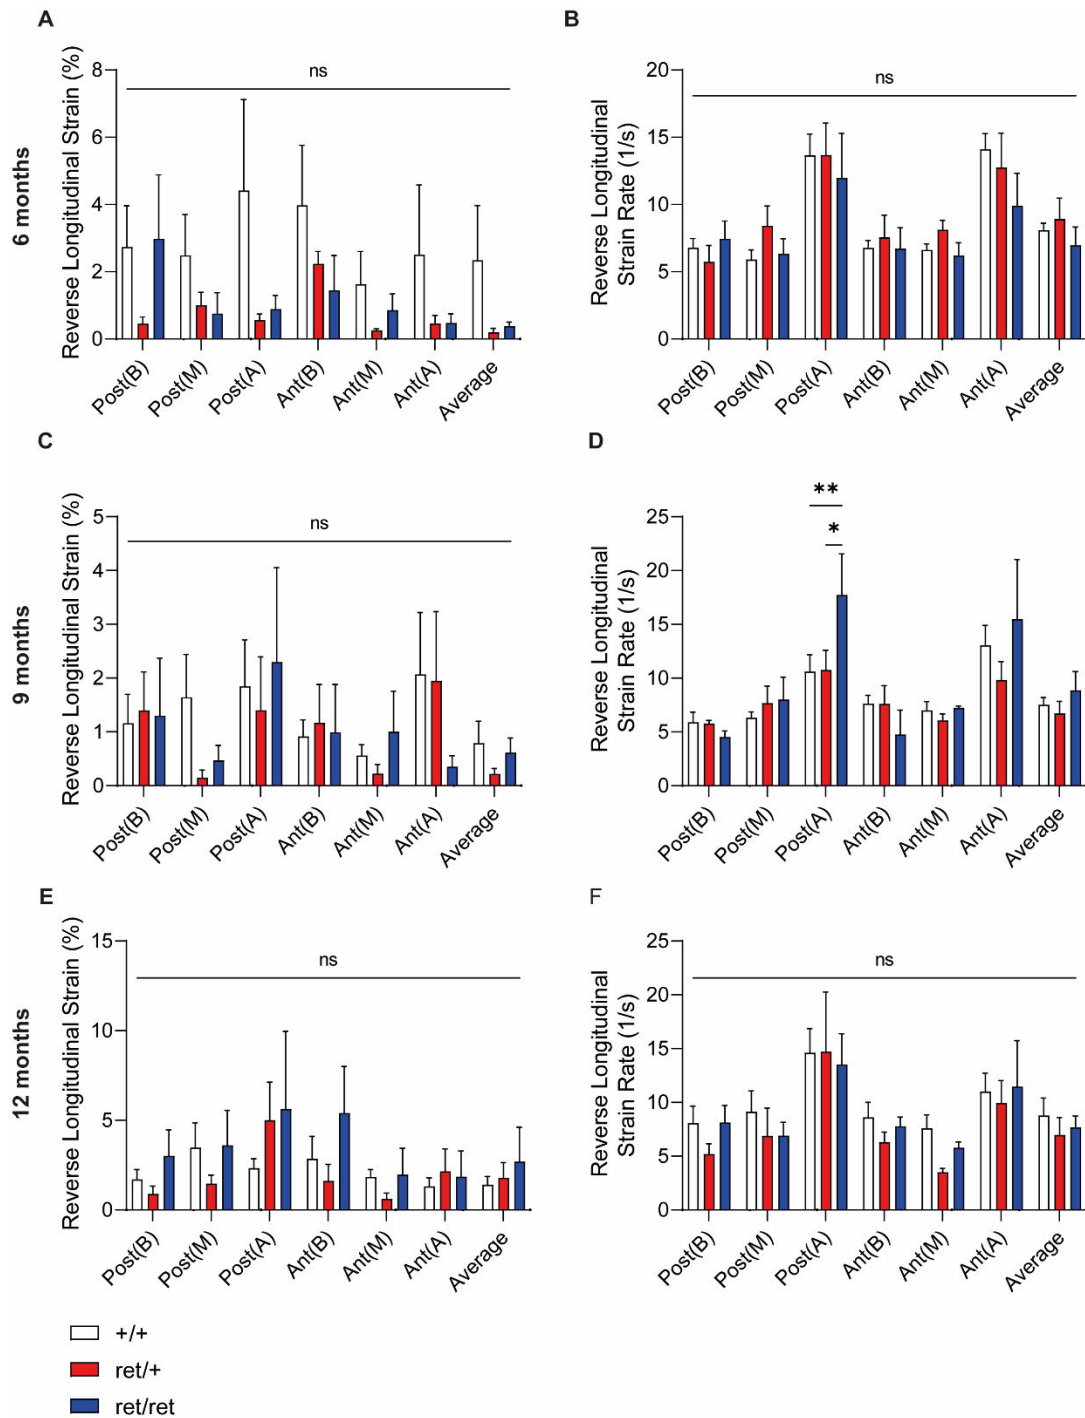 A
B
6 months
Reverse Longitudinal Strain (%)
8
6
4
2
0
ns
Post(B)
Post(M)
Post(A)
Ant(B)
Ant(M)
Ant(A)
Average
Reverse Longitudinal
Strain Rate (1/s)
20
15
10
5
0
ns
Post(B)
Post(M)
Post(A)
Ant(B)
Ant(M)
Ant(A)
Average
C
D
9 months
Reverse Longitudinal Strain (%)
5
4
3
2
1
0
ns
Post(B)
Post(M)
Post(A)
Ant(B)
Ant(M)
Ant(A)
Average
Reverse Longitudinal
Strain Rate (1/s)
25
20
15
10
5
0
**
*
Post(B)
Post(M)
Post(A)
Ant(B)
Ant(M)
Ant(A)
Average
E
F
12 months
Reverse Longitudinal Strain (%)
15
10
5
0
ns
Post(B)
Post(M)
Post(A)
Ant(B)
Ant(M)
Ant(A)
Average
Reverse Longitudinal
Strain Rate (1/s)
25
20
15
10
5
0
ns
Post(B)
Post(M)
Post(A)
Ant(B)
Ant(M)
Ant(A)
Average
+/+
ret/+
ret/ret